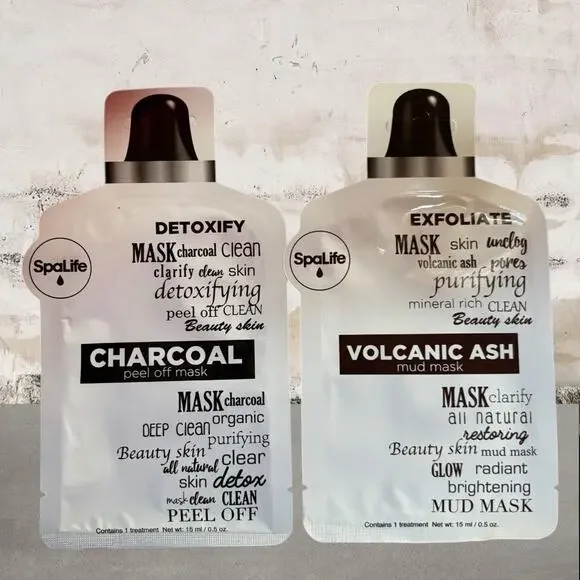 DETOXIFY
MASK charcoal clean
clarify clean skin
detoxifying
peel off CLEAN
Beauty skin
SpaLife
CHARCOAL
peel off mask
MASK charcoal
organic
DEEP Clean
purifying
Beauty skin clear
all natural
skin detox
mask clean CLEAN
PEEL OFF
Contains 1 treatment Net wt: 15 ml / 0.5 oz.
EXFOLIATE
MASK skin unclog
volcanic ash pores
purifying
mineral rich CLEAN
Beauty skin
SpaLife
VOLCANIC ASH
mud mask
MASK clarify
all natural
restoring
Beauty skin mud mask
GLOW radiant
brightening
MUD MASK
Contains 1 treatment Net wt: 15 ml / 0.5 oz.